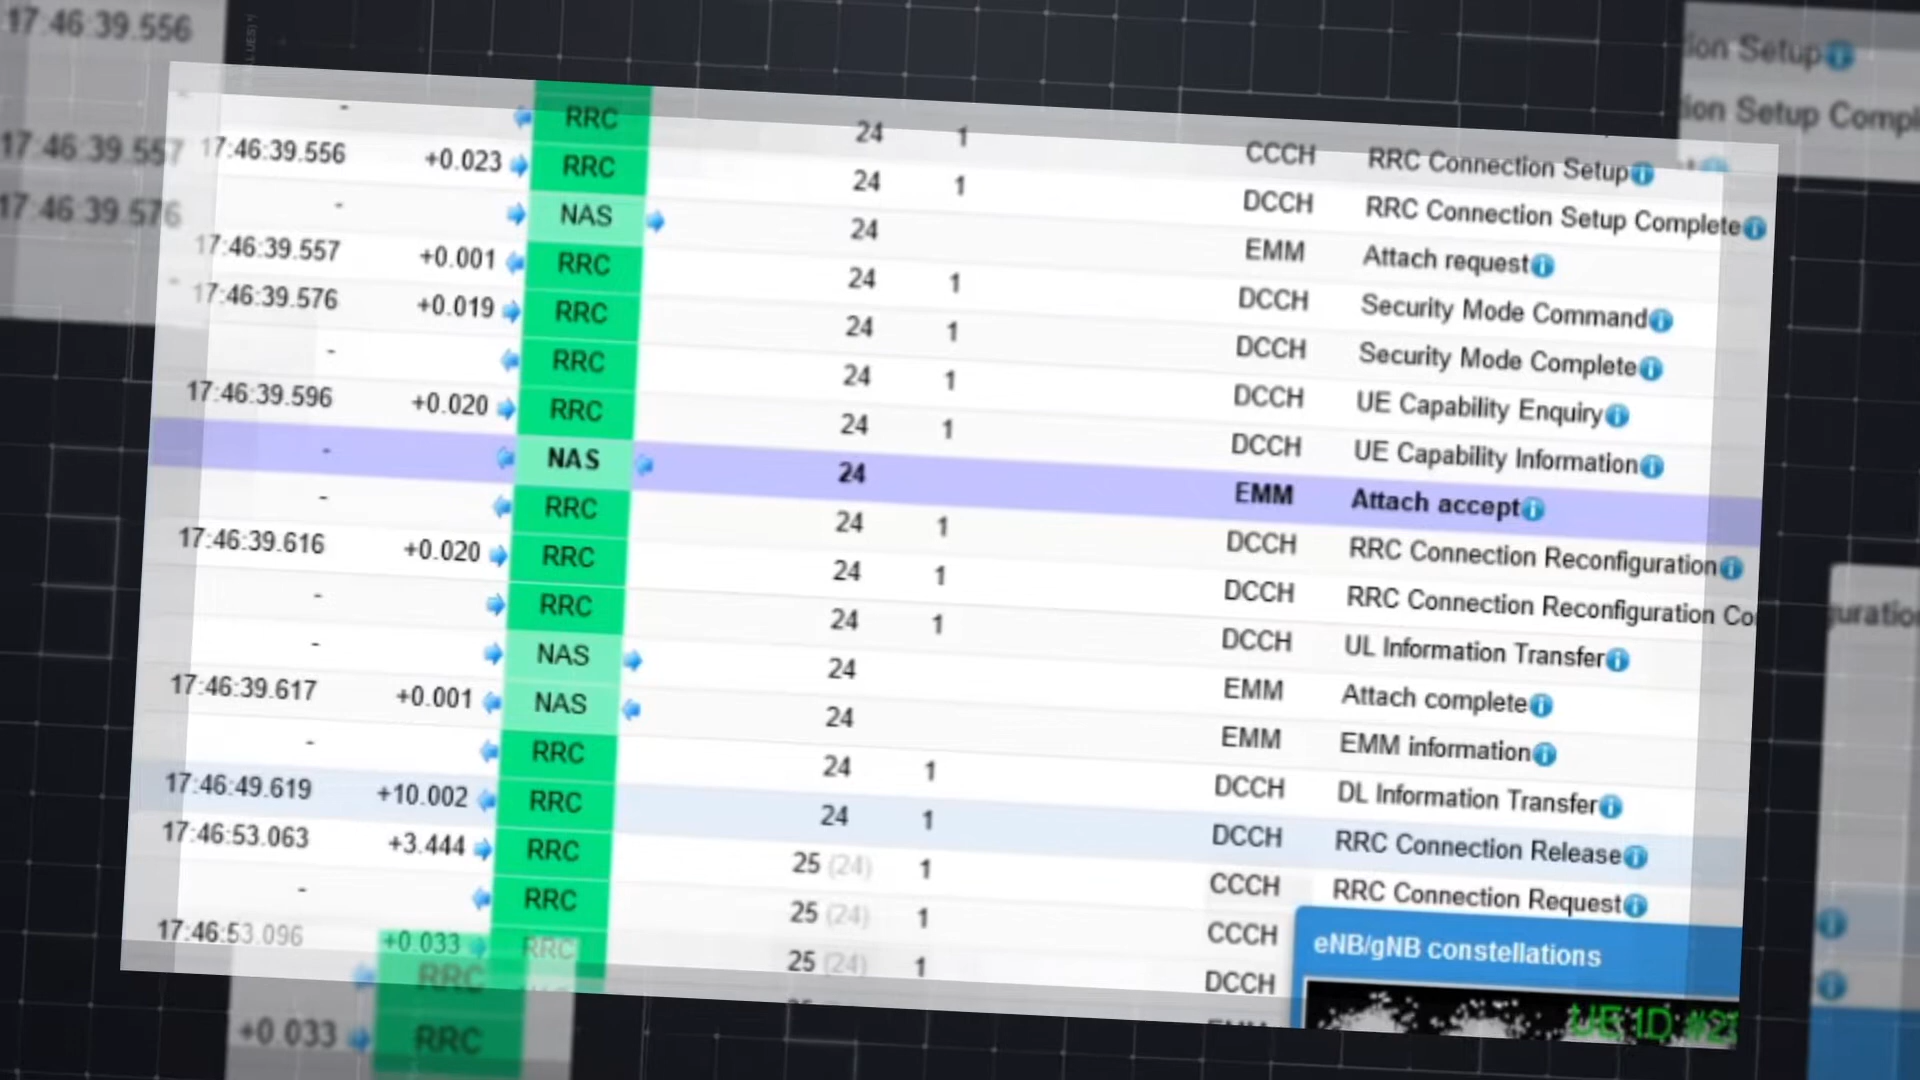 17:46:39.556
ion Setup
ion Setup Compl
17:46:39.557
17:46:39.576
- RRC 24 1 CCCH RRC Connection Setup
17:46:39.556 +0.023 RRC 24 1 DCCH RRC Connection Setup Complete
- NAS 24 EMM Attach request
17:46:39.557 +0.001 RRC 24 1 DCCH Security Mode Command
17:46:39.576 +0.019 RRC 24 1 DCCH Security Mode Complete
- RRC 24 1 DCCH UE Capability Enquiry
17:46:39.596 +0.020 RRC 24 1 DCCH UE Capability Information
- NAS 24 EMM Attach accept
- RRC 24 1 DCCH RRC Connection Reconfiguration
17:46:39.616 +0.020 RRC 24 1 DCCH RRC Connection Reconfiguration Co
- RRC 24 1 DCCH UL Information Transfer
- NAS 24 EMM Attach complete
17:46:39.617 +0.001 NAS 24 EMM EMM information
- RRC 24 1 DCCH DL Information Transfer
17:46:49.619 +10.002 RRC 24 1 DCCH RRC Connection Release
17:46:53.063 +3.444 RRC 25 (24) 1 CCCH RRC Connection Request
- RRC 25 (24) 1 CCCH
17:46:53.096 +0.033 RRC 25 (24) 1 DCCH
eNB/gNB constellations
UE ID #2
guratio
RRC
+0.033 RRC